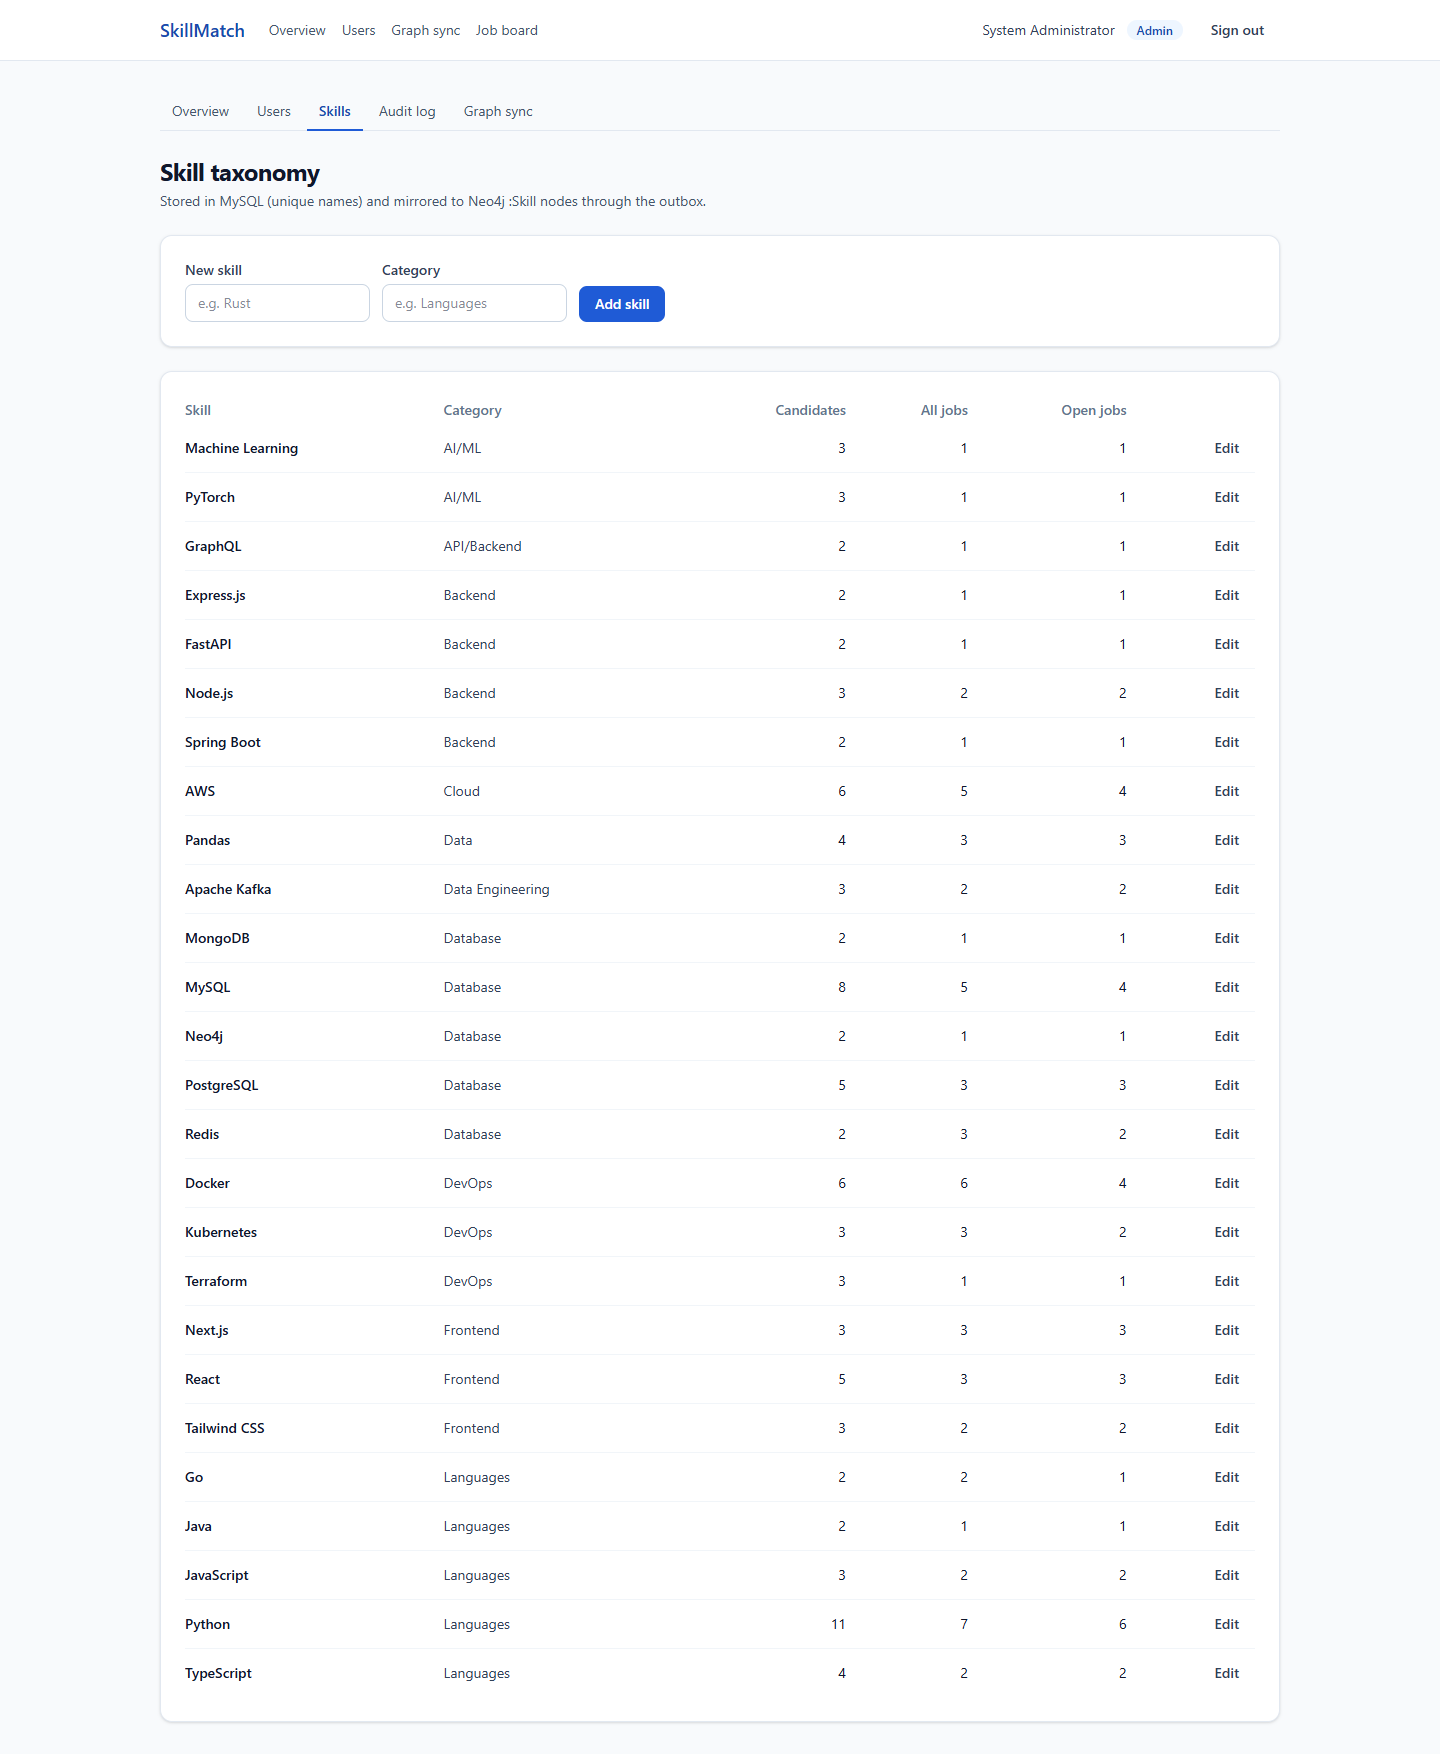 SkillMatch Overview Users Graph sync Job board System Administrator Admin Sign out
Overview Users Skills Audit log Graph sync
Skill taxonomy
Stored in MySQL (unique names) and mirrored to Neo4j :Skill nodes through the outbox.
New skill Category
e.g. Rust e.g. Languages Add skill
Skill Category Candidates All jobs Open jobs
Machine Learning AI/ML 3 1 1 Edit
PyTorch AI/ML 3 1 1 Edit
GraphQL API/Backend 2 1 1 Edit
Express.js Backend 2 1 1 Edit
FastAPI Backend 2 1 1 Edit
Node.js Backend 3 2 2 Edit
Spring Boot Backend 2 1 1 Edit
AWS Cloud 6 5 4 Edit
Pandas Data 4 3 3 Edit
Apache Kafka Data Engineering 3 2 2 Edit
MongoDB Database 2 1 1 Edit
MySQL Database 8 5 4 Edit
Neo4j Database 2 1 1 Edit
PostgreSQL Database 5 3 3 Edit
Redis Database 2 3 2 Edit
Docker DevOps 6 6 4 Edit
Kubernetes DevOps 3 3 2 Edit
Terraform DevOps 3 1 1 Edit
Next.js Frontend 3 3 3 Edit
React Frontend 5 3 3 Edit
Tailwind CSS Frontend 3 2 2 Edit
Go Languages 2 2 1 Edit
Java Languages 2 1 1 Edit
JavaScript Languages 3 2 2 Edit
Python Languages 11 7 6 Edit
TypeScript Languages 4 2 2 Edit